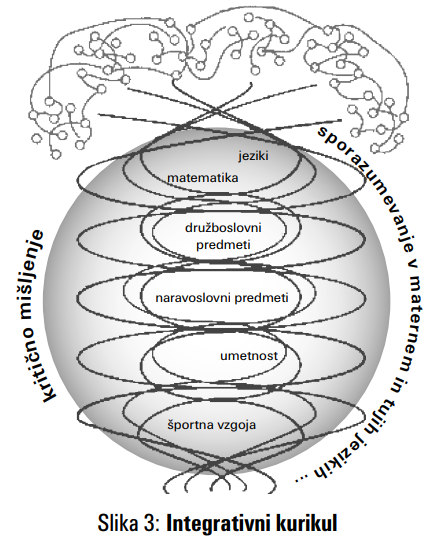 jeziki
matematika
družboslovni
predmeti
naravoslovni predmeti
umetnost
športna vzgoja
kritično mišljenje
sporazumevanje v maternem in tujih jezikih ...
Slika 3: Integrativni kurikul